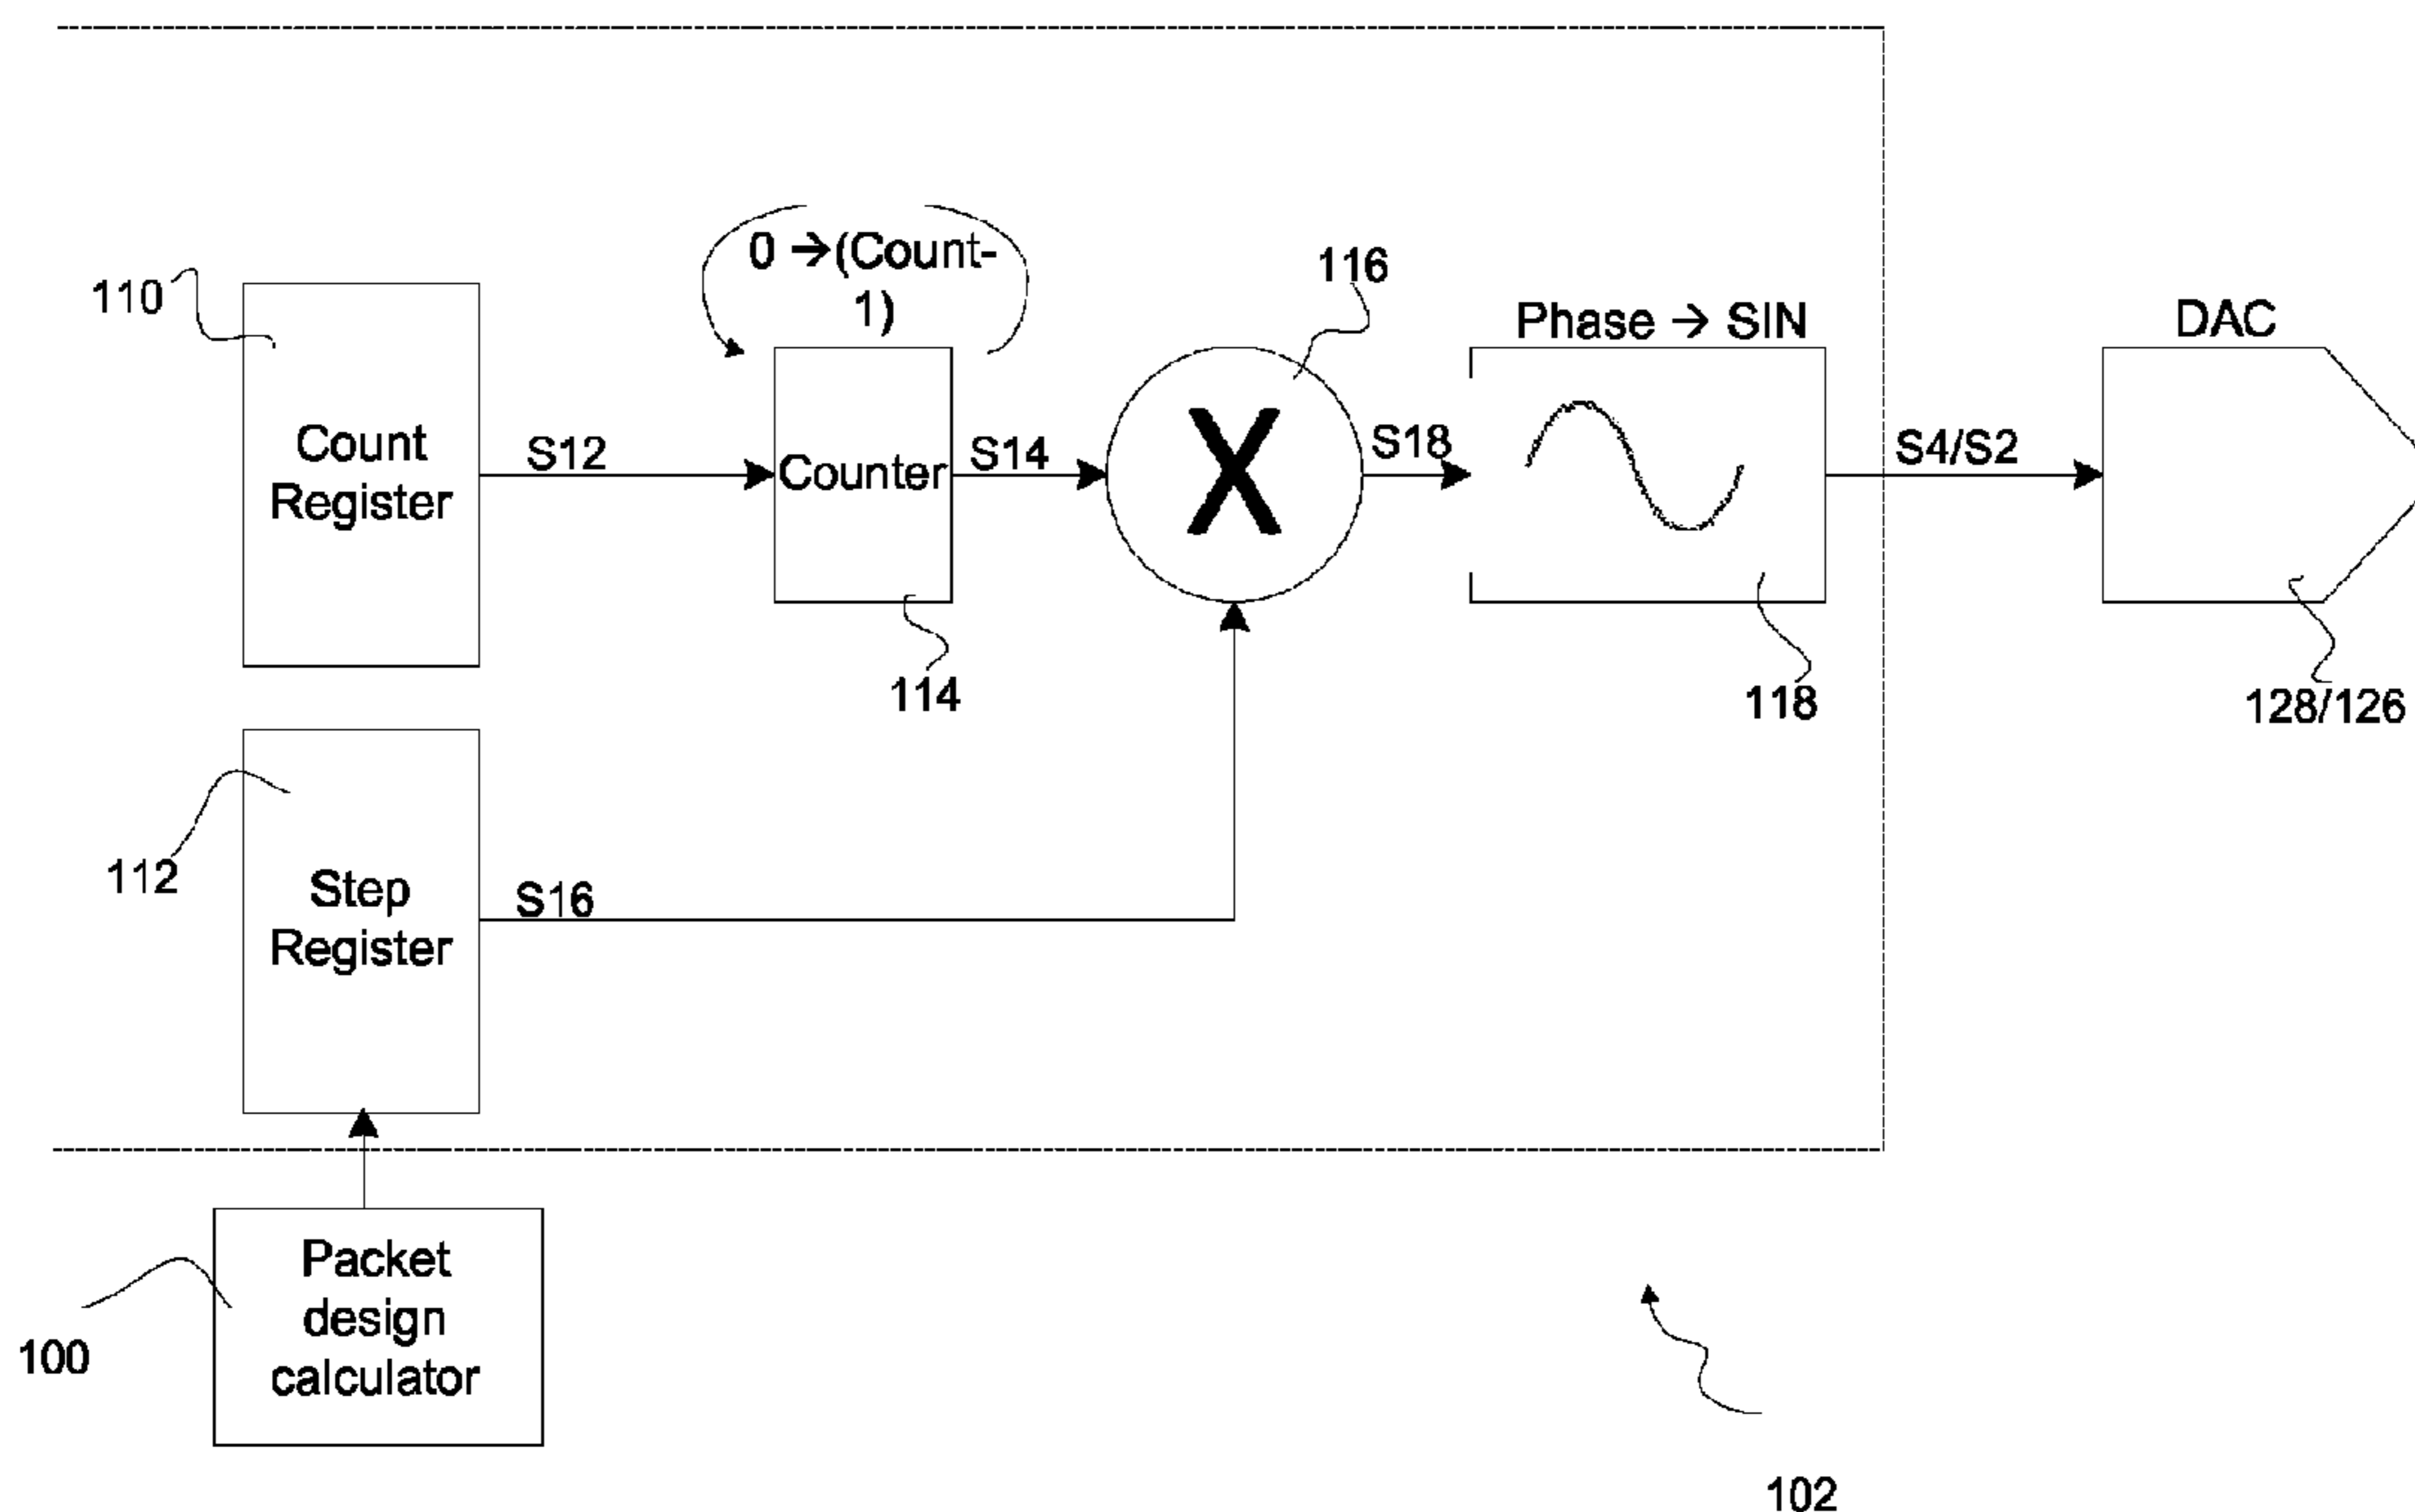 0 →(Count-
1)
116
110
Phase → SIN
DAC
Count
Register
S12
Counter
S14
X
S18
S4/S2
114
118
128/126
112
Step
Register
S16
Packet
design
calculator
100
102